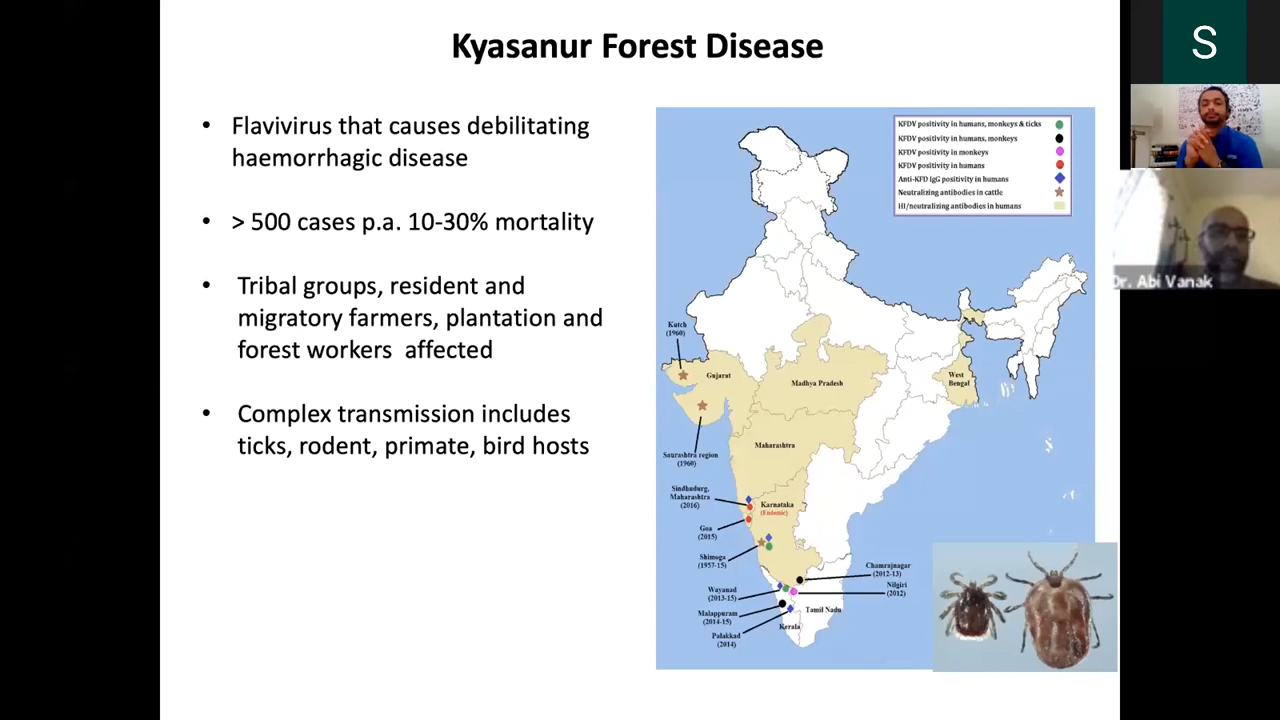 Kyasanur Forest Disease
• Flavivirus that causes debilitating
haemorrhagic disease
• > 500 cases p.a. 10-30% mortality
• Tribal groups, resident and
migratory farmers, plantation and
forest workers affected
• Complex transmission includes
ticks, rodent, primate, bird hosts
KFDV positivity in humans, monkeys & ticks
KFDV positivity in humans, monkeys
KFDV positivity in monkeys
KFDV positivity in humans
Anti-KFD IgG positivity in humans
Neutralizing antibodies in cattle
HI/neutralizing antibodies in humans
Kutch
(1960)
Gujarat
Madhya Pradesh
West
Bengal
Maharashtra
Saurashtra region
(1960)
Sindhudurg,
Maharashtra
(2016)
Karnataka
(Endemic)
Goa
(2015)
Shimoga
(1957-15)
Chamrajnagar
(2012-13)
Nilgiri
(2012)
Wayanad
(2013-15)
Malappuram
(2014-15)
Tamil Nadu
Kerala
Palakkad
(2014)
S
Dr. Abi Vanak